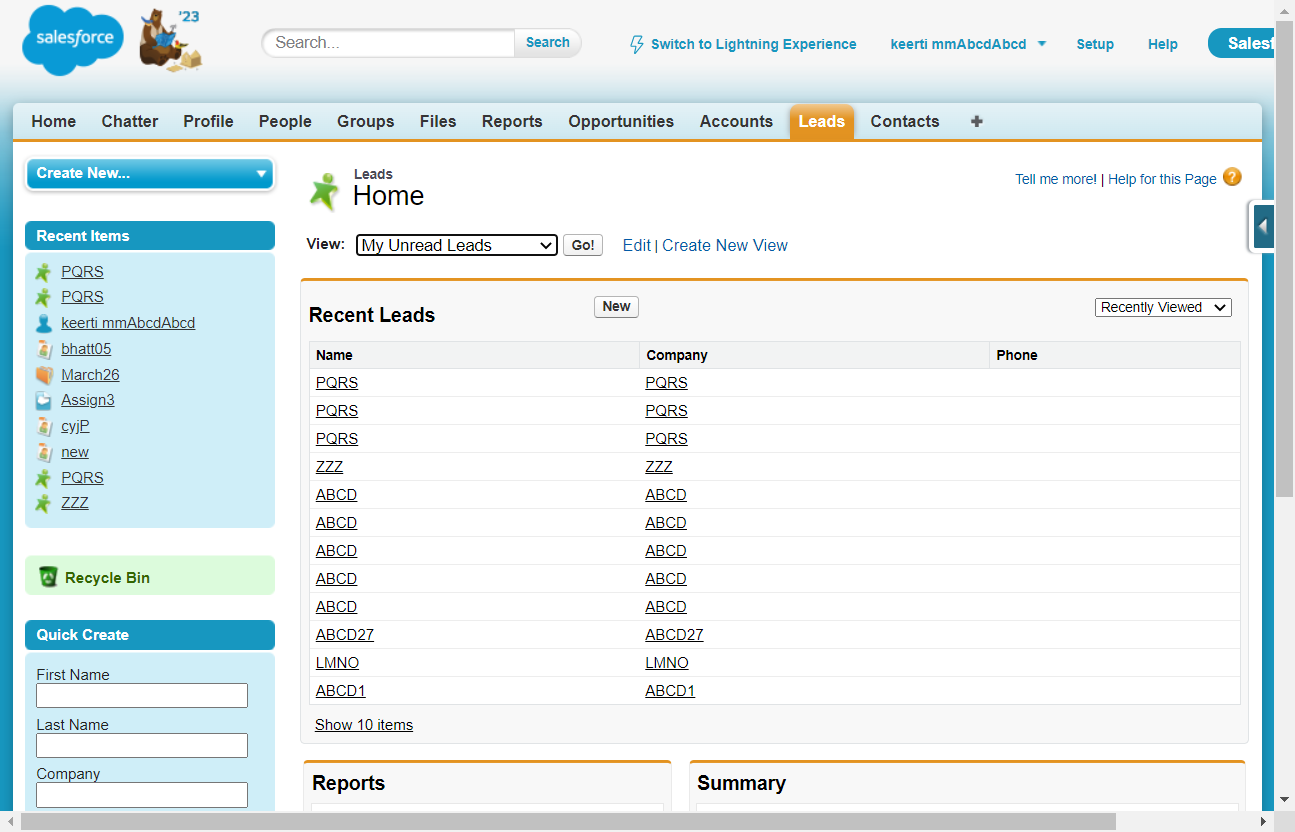 salesforce
'23
Search...
Search
Switch to Lightning Experience
keerti mmAbcdAbcd
Setup
Help
Home
Chatter
Profile
People
Groups
Files
Reports
Opportunities
Accounts
Leads
Contacts
Create New...
Recent Items
PQRS
PQRS
keerti mmAbcdAbcd
bhatt05
March26
Assign3
cyjP
new
PQRS
ZZZ
Recycle Bin
Quick Create
First Name
Last Name
Company
Leads
Home
Tell me more! | Help for this Page
View: My Unread Leads Go! Edit | Create New View
Recent Leads
New
Recently Viewed
Name Company Phone
PQRS PQRS
PQRS PQRS
PQRS PQRS
ZZZ ZZZ
ABCD ABCD
ABCD ABCD
ABCD ABCD
ABCD ABCD
ABCD ABCD
ABCD27 ABCD27
LMNO LMNO
ABCD1 ABCD1
Show 10 items
Reports
Summary